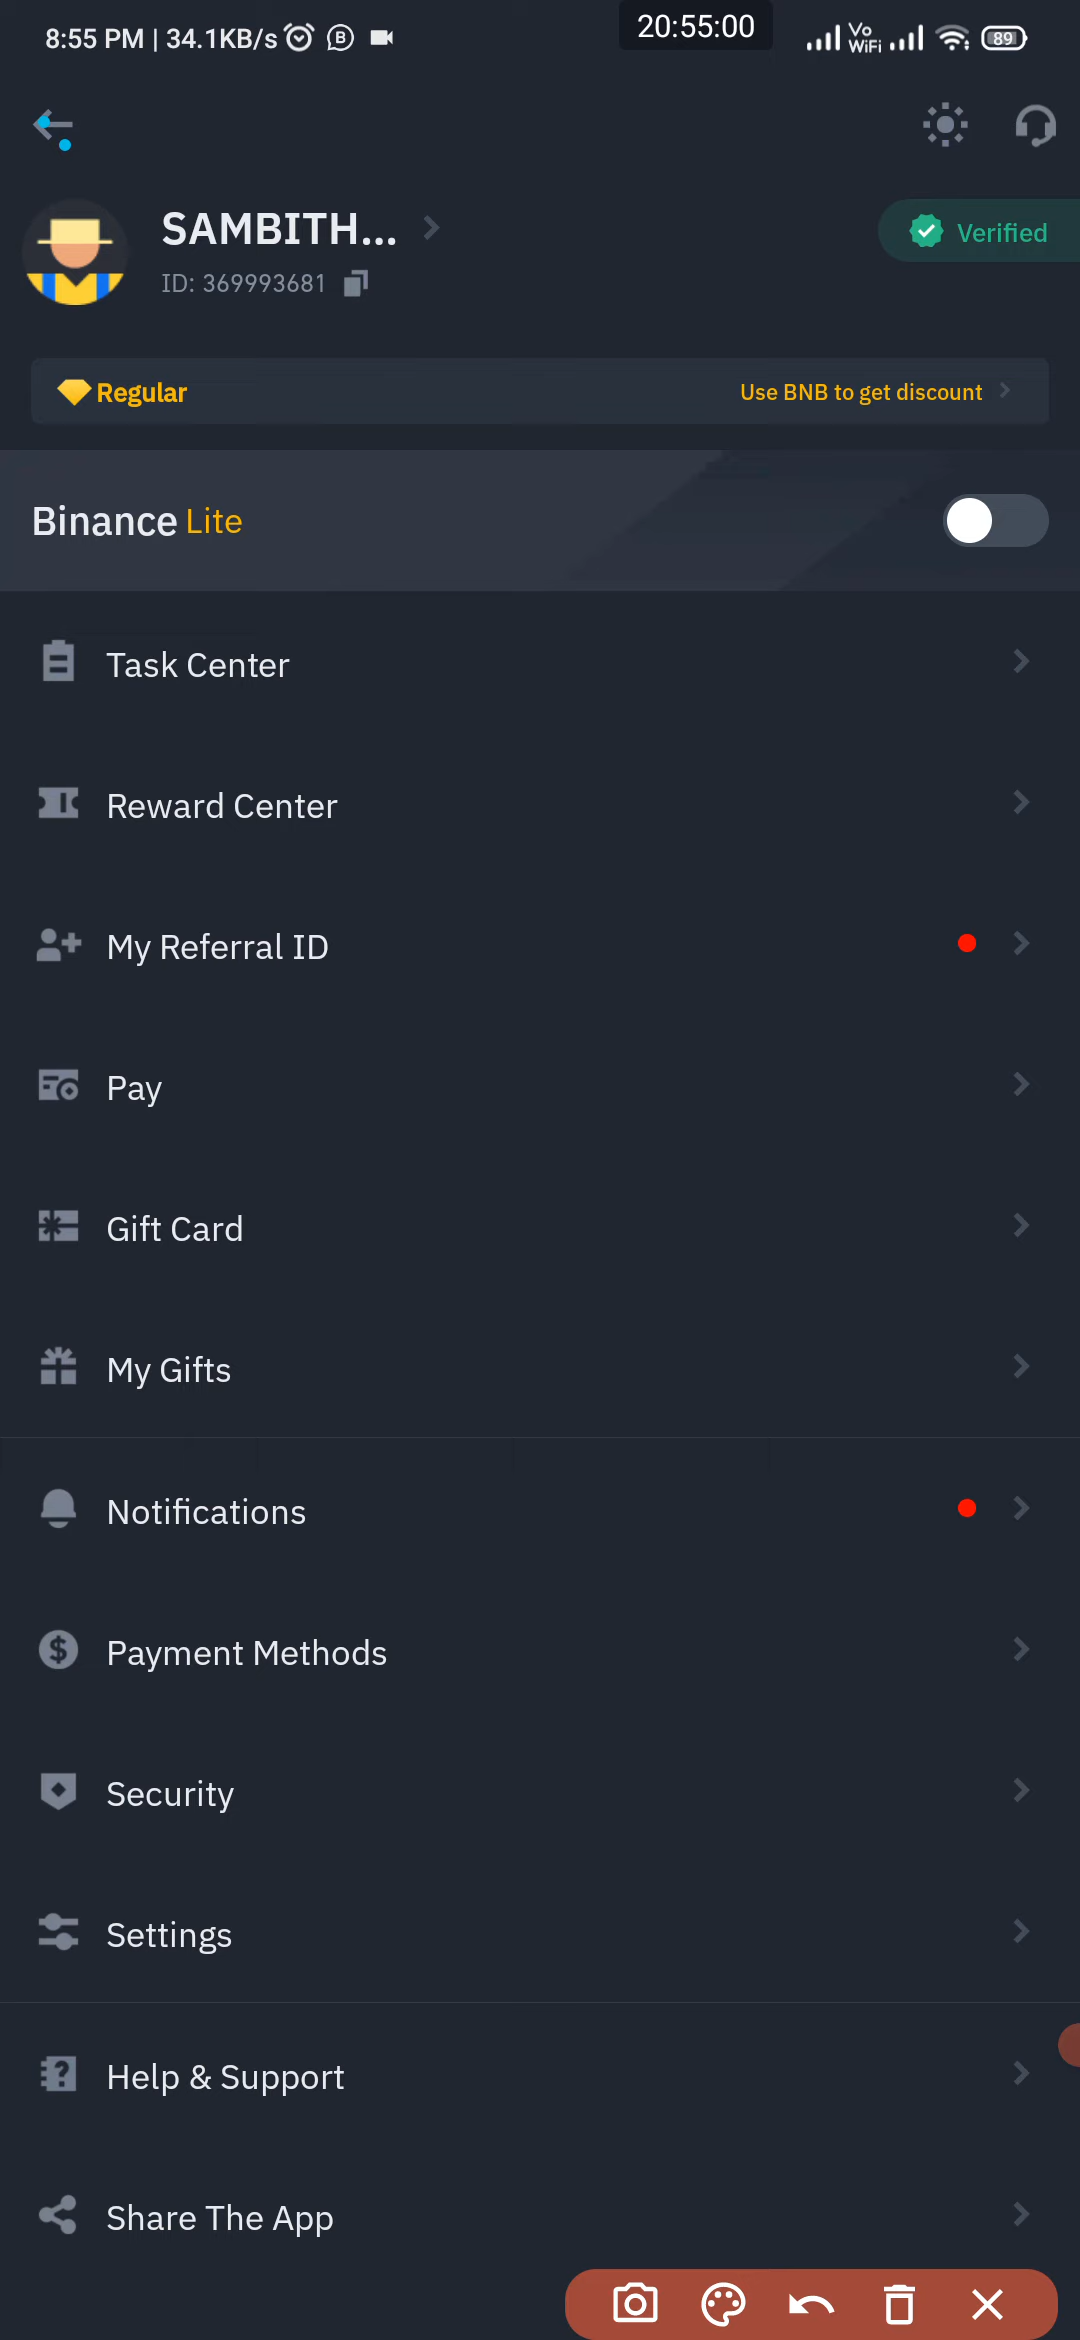 8:55 PM | 34.1KB/s
20:55:00
Vo WiFi
89
SAMBITH...
Verified
ID: 369993681
Regular
Use BNB to get discount
Binance Lite
Task Center
Reward Center
My Referral ID
Pay
Gift Card
My Gifts
Notifications
Payment Methods
Security
Settings
Help & Support
Share The App